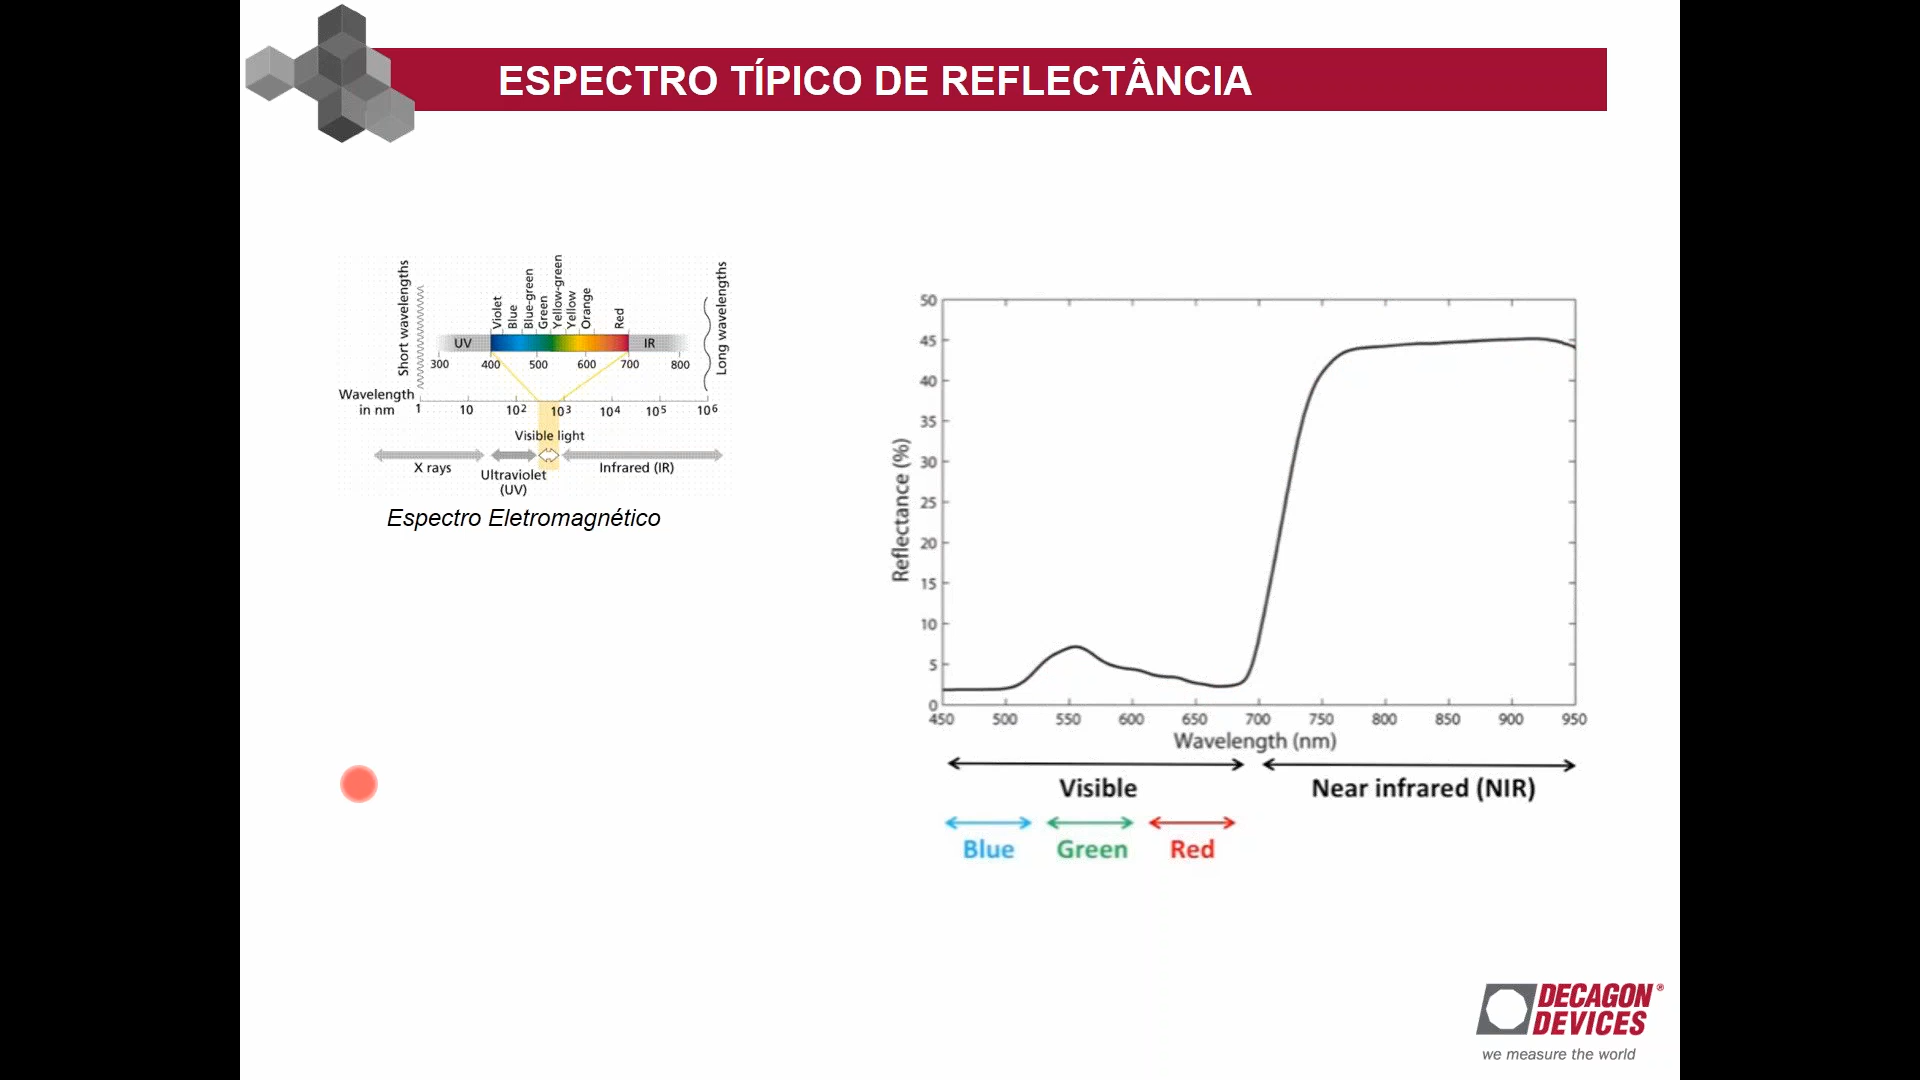 ESPECTRO TÍPICO DE REFLECTÂNCIA
Short wavelengths
Violet
Blue
Blue-green
Green
Yellow-green
Yellow
Orange
Red
Long wavelengths
UV
IR
300 400 500 600 700 800
Wavelength
in nm
1 10 10² 10³ 10⁴ 10⁵ 10⁶
Visible light
X rays
Ultraviolet
(UV)
Infrared (IR)
Espectro Eletromagnético
50
45
40
35
30
25
20
15
10
5
0
Reflectance (%)
450 500 550 600 650 700 750 800 850 900 950
Wavelength (nm)
Visible
Near infrared (NIR)
Blue
Green
Red
DECAGON®
DEVICES
we measure the world